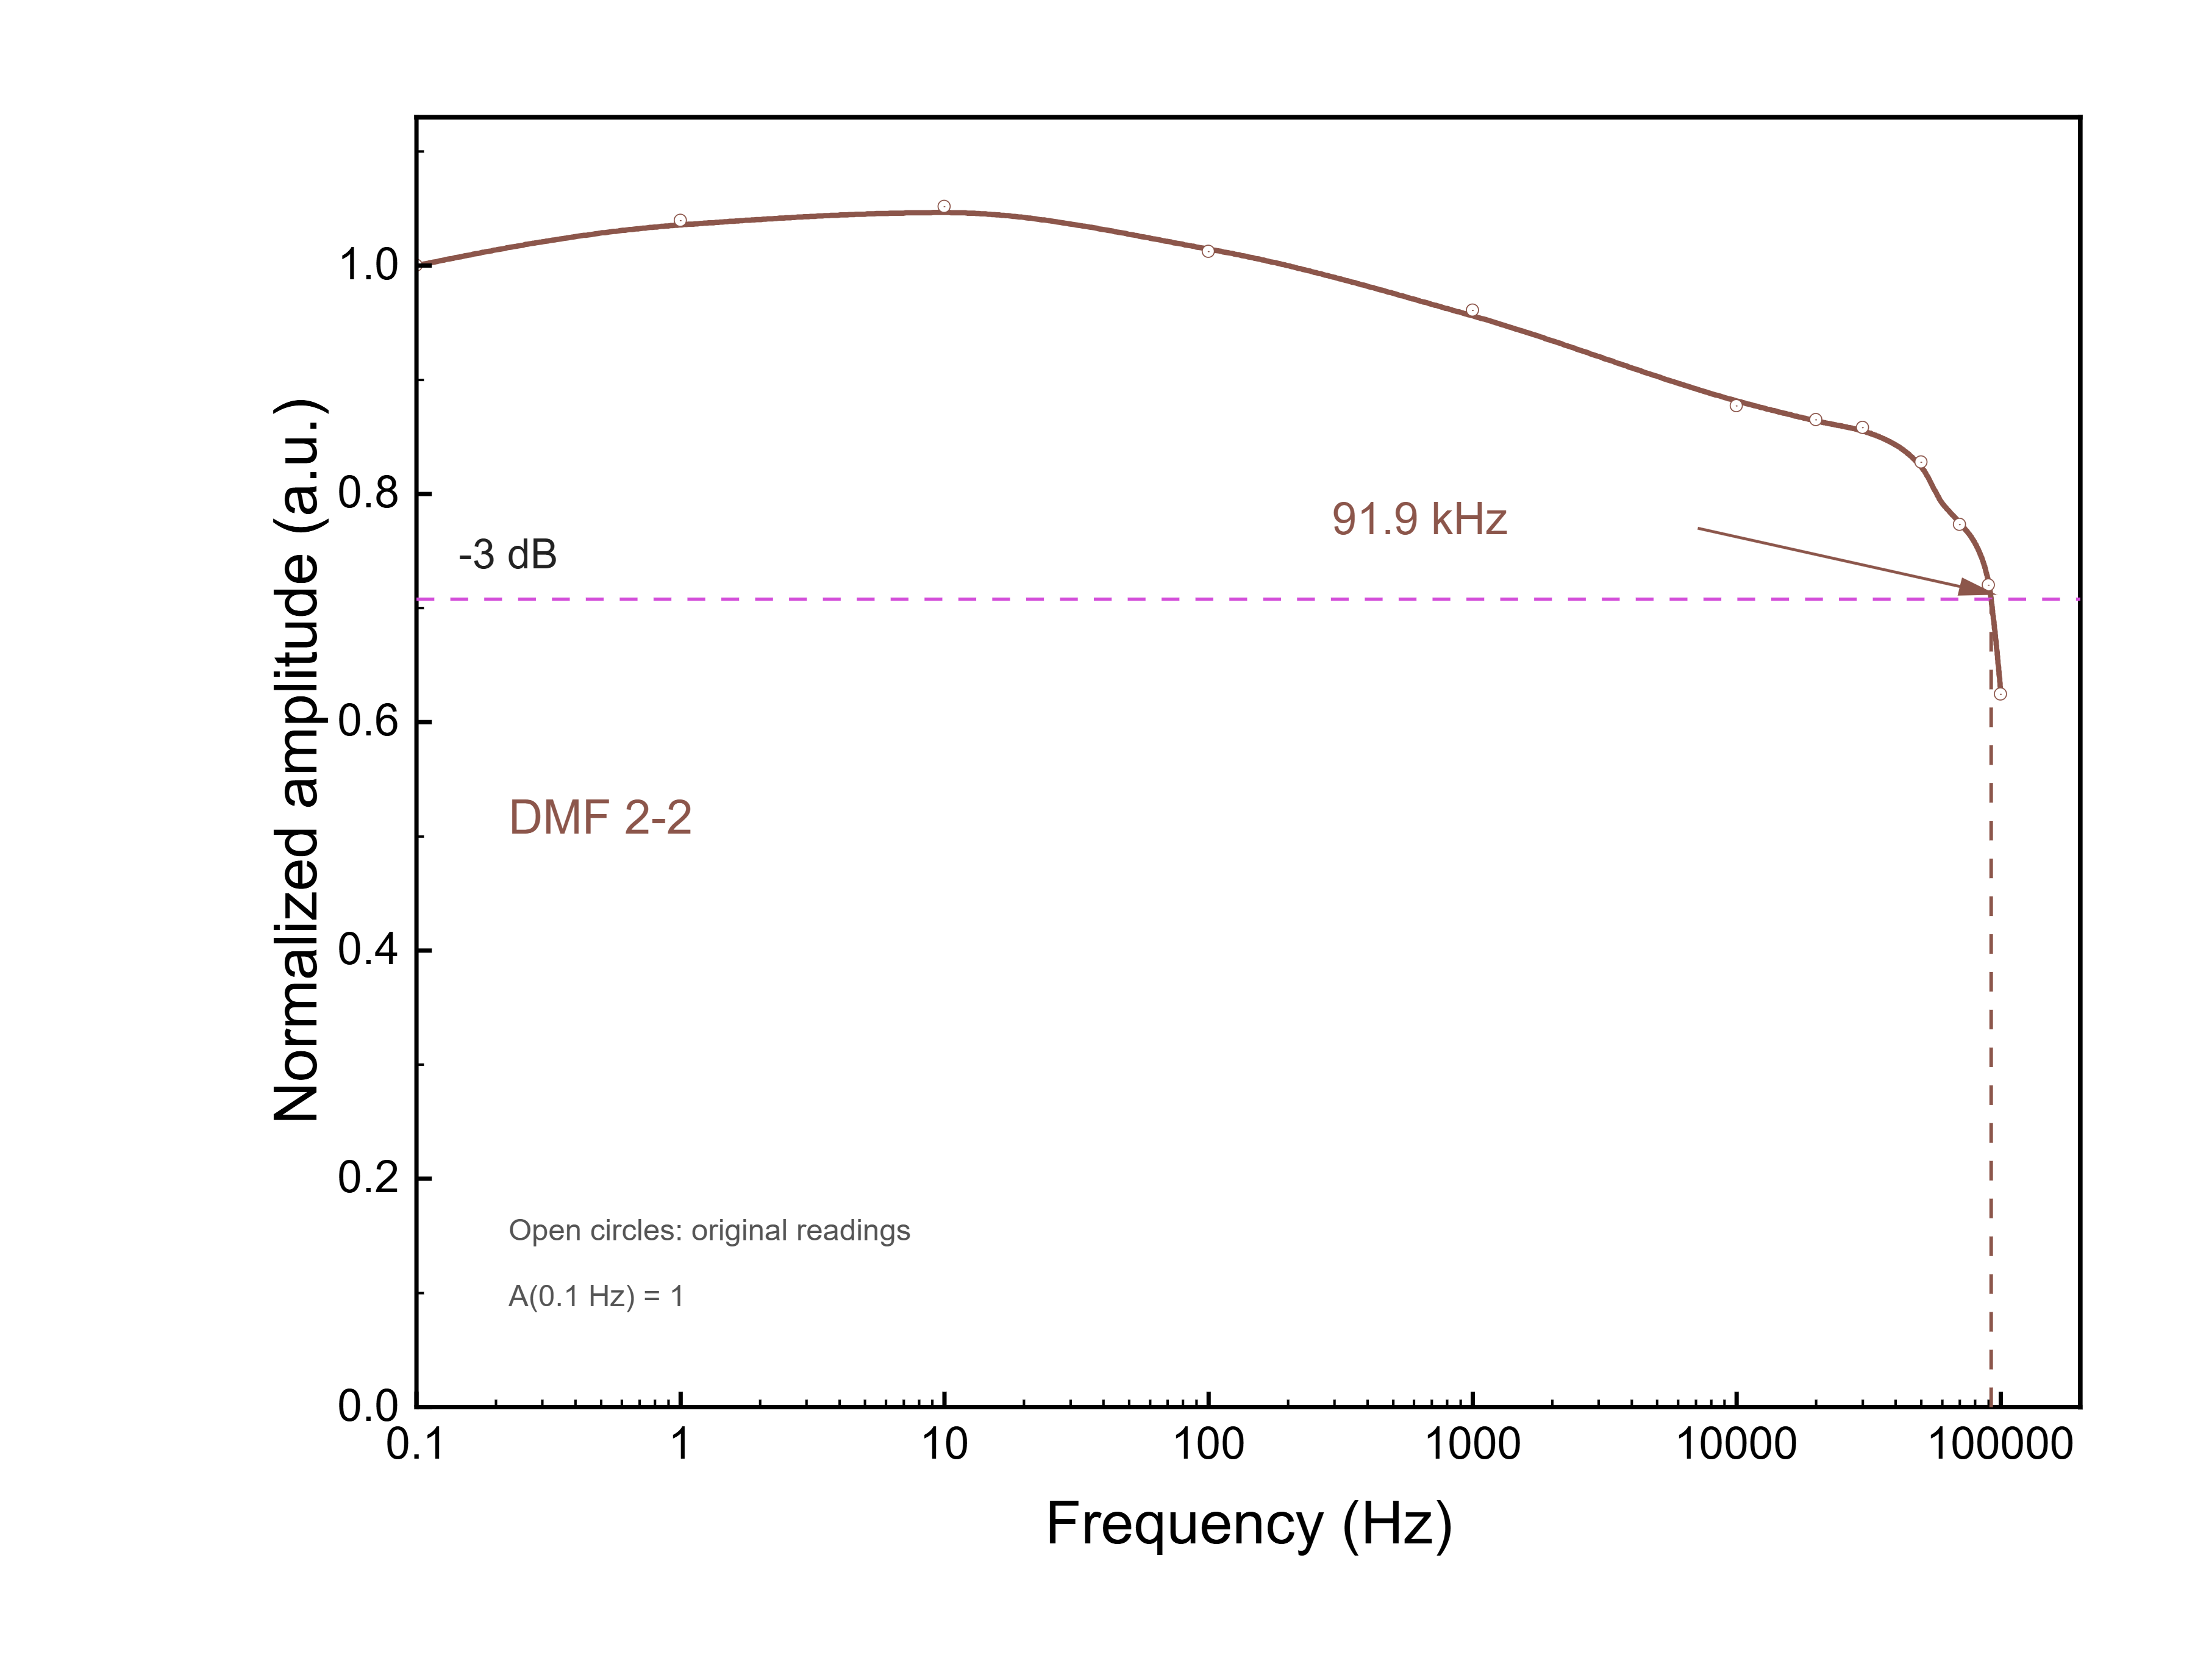 Normalized amplitude (a.u.)
1.0
0.8
0.6
0.4
0.2
0.0
-3 dB
91.9 kHz
DMF 2-2
Open circles: original readings
A(0.1 Hz) = 1
0.1 1 10 100 1000 10000 100000
Frequency (Hz)